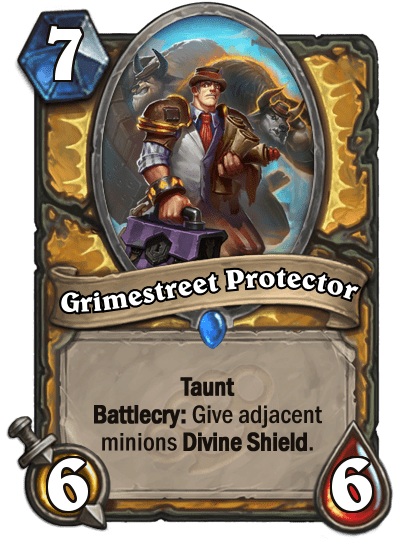 7
Grimestreet Protector
Taunt
Battlecry: Give adjacent
minions Divine Shield.
6 6